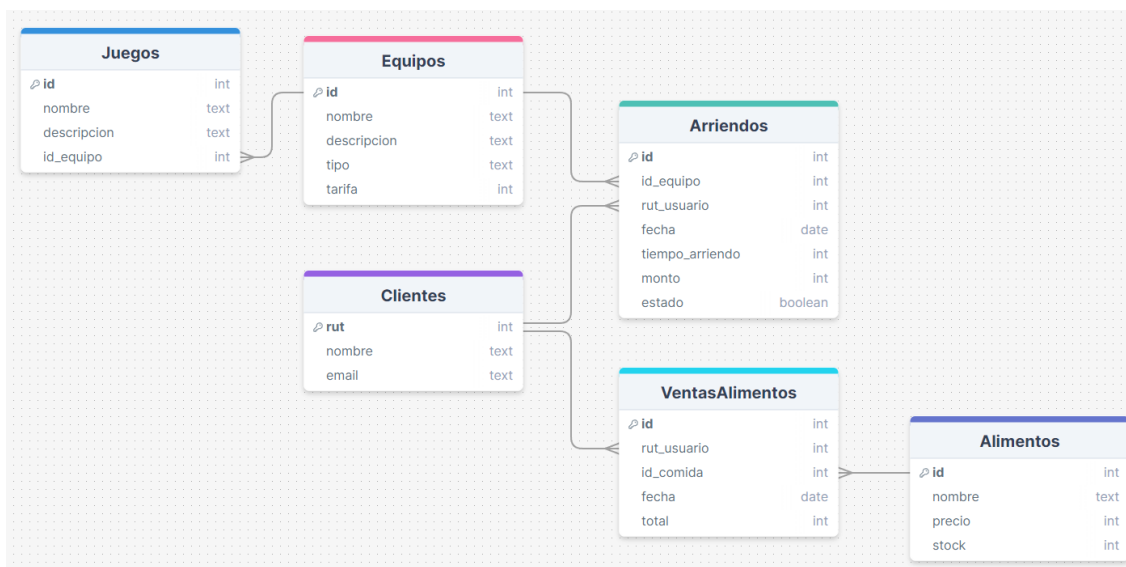 Juegos
id int
nombre text
descripcion text
id_equipo int
Equipos
id int
nombre text
descripcion text
tipo text
tarifa int
Arriendos
id int
id_equipo int
rut_usuario int
fecha date
tiempo_arriendo int
monto int
estado boolean
Clientes
rut int
nombre text
email text
VentasAlimentos
id int
rut_usuario int
id_comida int
fecha date
total int
Alimentos
id int
nombre text
precio int
stock int